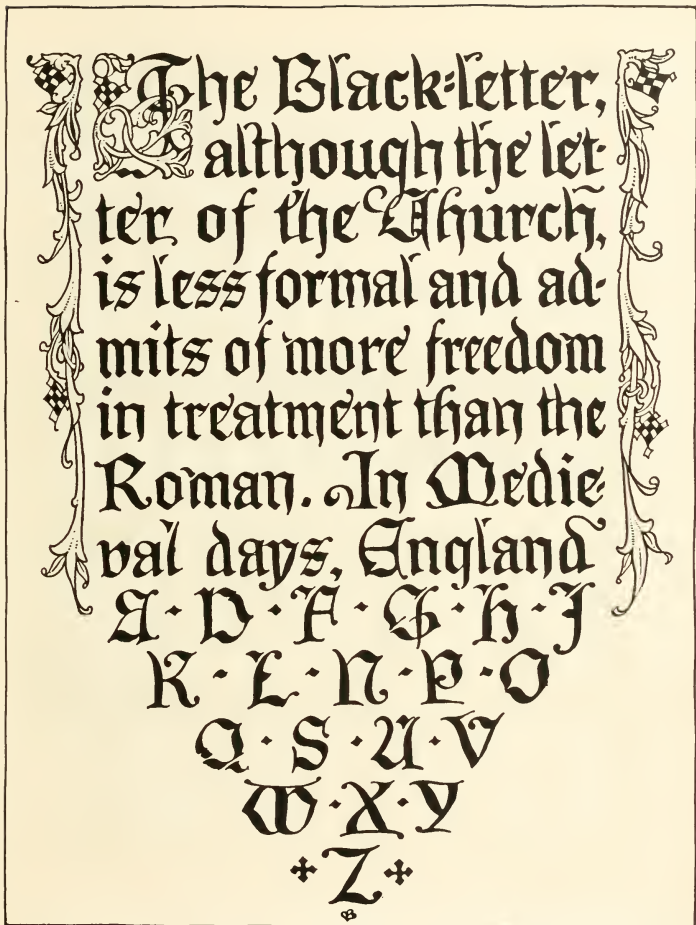 The Black-letter,
although the let-
ter of the Church,
is less formal and ad-
mits of more freedom
in treatment than the
Roman. In Medie-
val days, England
A · D · F · G · H · J
K · L · N · P · O
Q · S · U · V
W · X · Y
Z
B